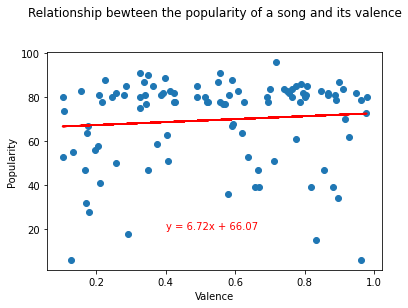 Relationship bewteen the popularity of a song and its valence
100
80
60
40
20
Popularity
y = 6.72x + 66.07
0.2 0.4 0.6 0.8 1.0
Valence